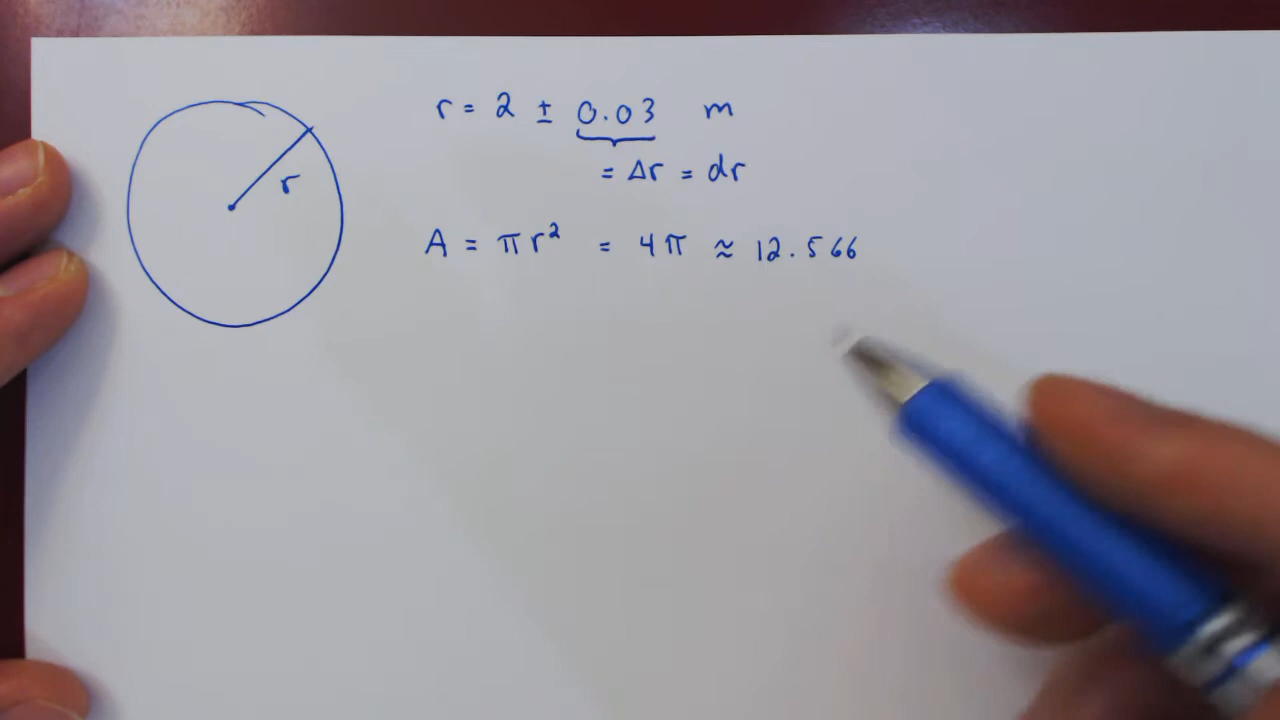 r
r = 2 ± 0.03 m
= Δr = dr
A = πr² = 4π ≈ 12.566